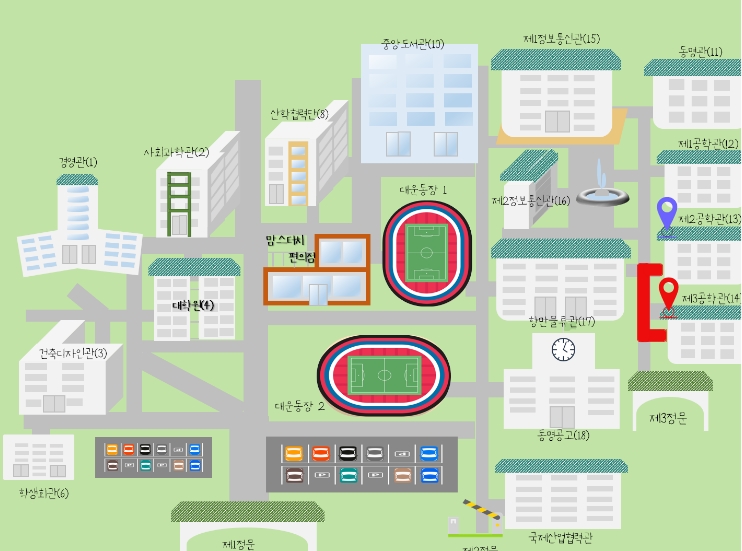 중앙도서관(10)
제1정보통신관(15)
동명관(11)
산학협력단(8)
사회과학관(2)
경영관(1)
제1공학관(12)
대운동장 1
제2정보통신관(16)
제2공학관(13)
맘스터치
편의점
대학원(4)
제3공학관(14)
항만물류관(17)
건축디자인관(3)
대운동장 2
제3정문
동명공고(18)
학생회관(6)
국제산업협력관
제1정문
제2정문